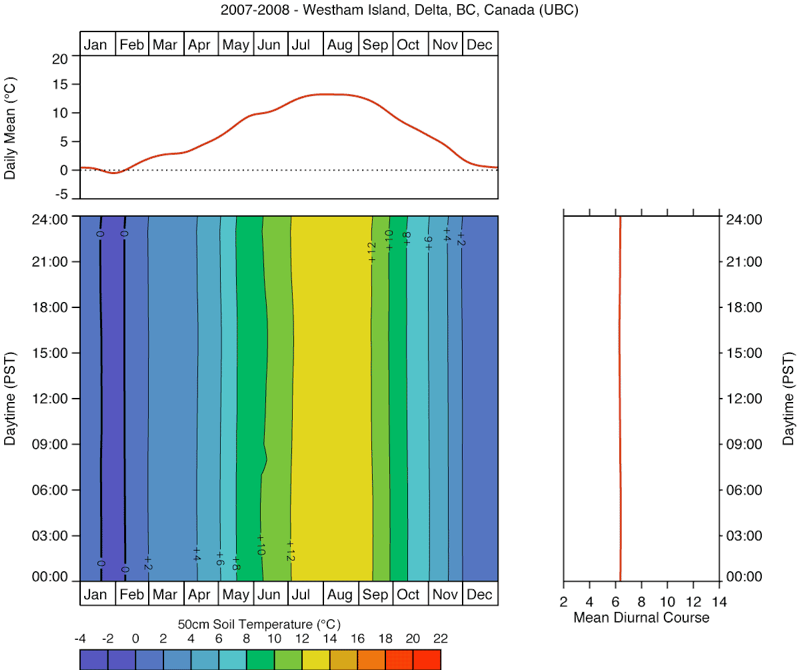 2007-2008 - Westham Island, Delta, BC, Canada (UBC)
Jan Feb Mar Apr May Jun Jul Aug Sep Oct Nov Dec
20
15
10
5
0
-5
Daily Mean (°C)
24:00
21:00
18:00
15:00
12:00
09:00
06:00
03:00
00:00
Daytime (PST)
0 0 +12 +10 +8 +6 +4 +2
0 0 +2 +4 +6 +8 +10 +12
Jan Feb Mar Apr May Jun Jul Aug Sep Oct Nov Dec
24:00
21:00
18:00
15:00
12:00
09:00
06:00
03:00
00:00
Daytime (PST)
2 4 6 8 10 12 14
Mean Diurnal Course
50cm Soil Temperature (°C)
-4 -2 0 2 4 6 8 10 12 14 16 18 20 22